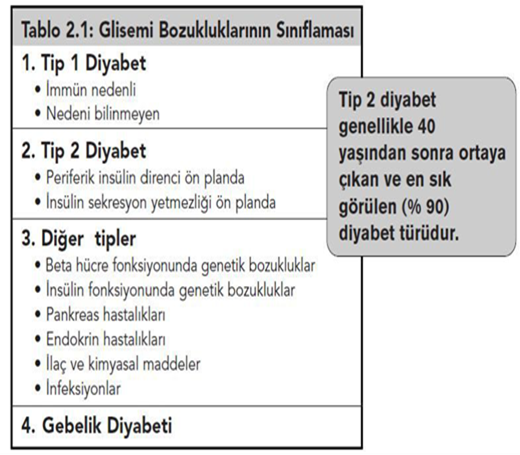 Tablo 2.1: Glisemi Bozukluklarının Sınıflaması
1. Tip 1 Diyabet
• İmmün nedenli
• Nedeni bilinmeyen
2. Tip 2 Diyabet
• Periferik insülin direnci ön planda
• İnsülin sekresyon yetmezliği ön planda
3. Diğer tipler
• Beta hücre fonksiyonunda genetik bozukluklar
• İnsülin fonksiyonunda genetik bozukluklar
• Pankreas hastalıkları
• Endokrin hastalıkları
• İlaç ve kimyasal maddeler
• İnfeksiyonlar
4. Gebelik Diyabeti
Tip 2 diyabet
genellikle 40
yaşından sonra ortaya
çıkan ve en sık
görülen (% 90)
diyabet türüdur.